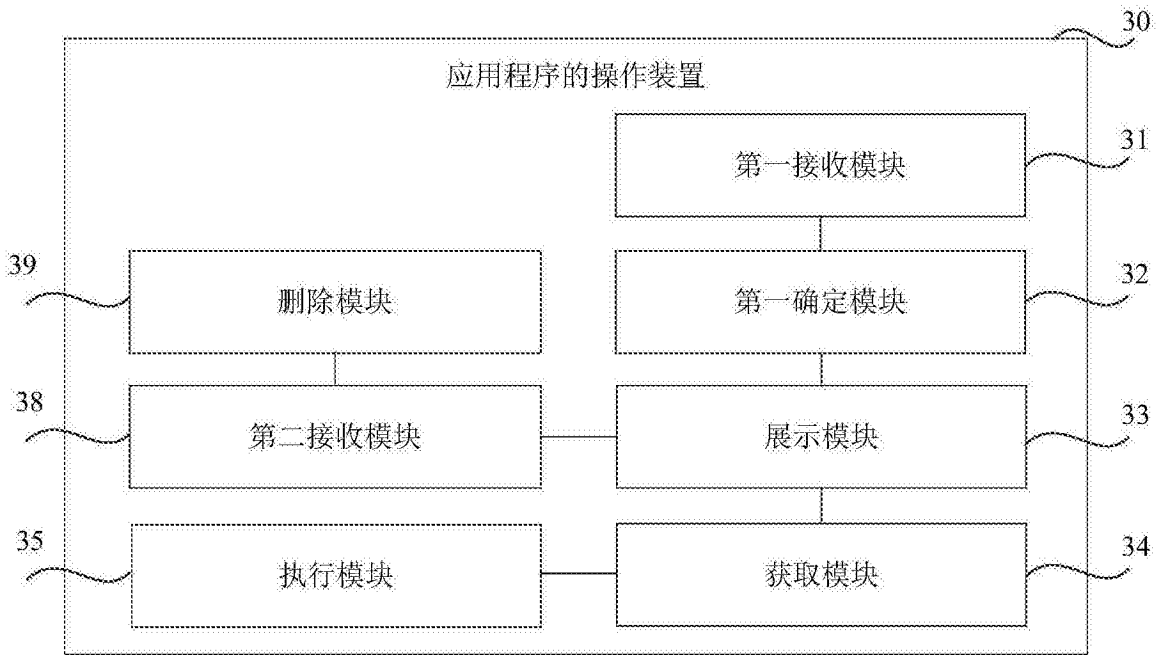 30
应用程序的操作装置
31
第一接收模块
39
删除模块
32
第一确定模块
38
第二接收模块
33
展示模块
35
执行模块
34
获取模块